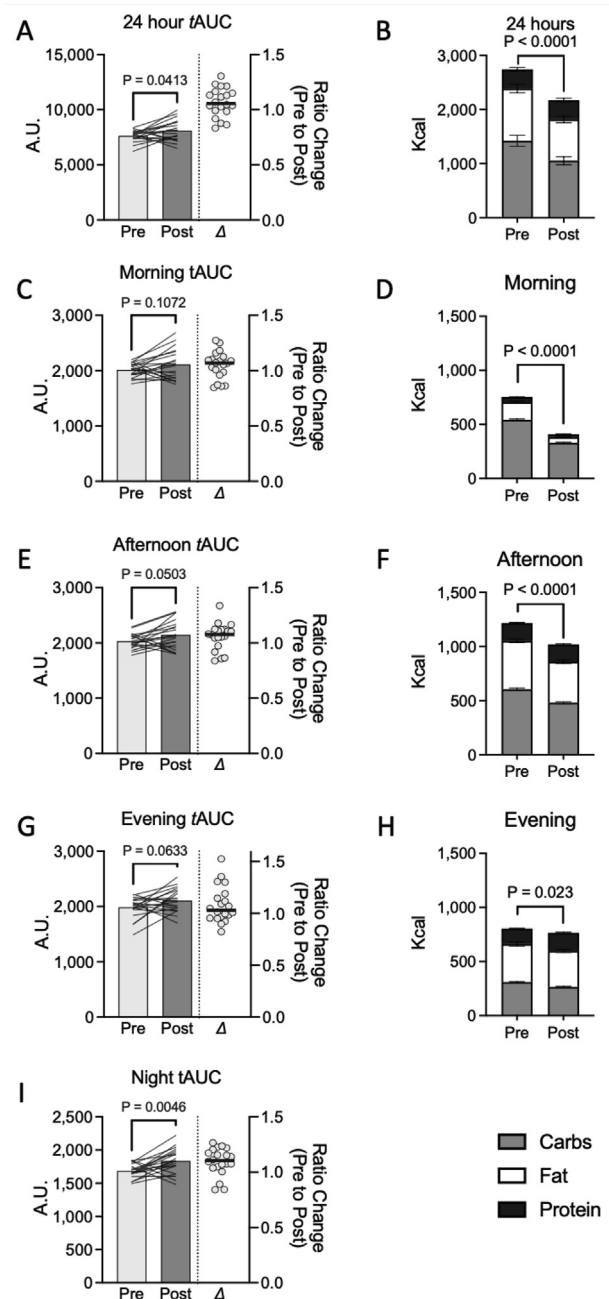 A
24 hour tAUC
P = 0.0413
15,000
10,000
5,000
0
A.U.
Pre Post Δ
1.5
1.0
0.5
0.0
Ratio Change
(Pre to Post)
B
24 hours
P < 0.0001
3,000
2,000
1,000
0
Kcal
Pre Post
C
Morning tAUC
P = 0.1072
3,000
2,000
1,000
0
A.U.
Pre Post Δ
1.5
1.0
0.5
0.0
Ratio Change
(Pre to Post)
D
Morning
P < 0.0001
1,500
1,000
500
0
Kcal
Pre Post
E
Afternoon tAUC
P = 0.0503
3,000
2,000
1,000
0
A.U.
Pre Post Δ
1.5
1.0
0.5
0.0
Ratio Change
(Pre to Post)
F
Afternoon
P < 0.0001
1,500
1,000
500
0
Kcal
Pre Post
G
Evening tAUC
P = 0.0633
3,000
2,000
1,000
0
A.U.
Pre Post Δ
1.5
1.0
0.5
0.0
Ratio Change
(Pre to Post)
H
Evening
P = 0.023
1,500
1,000
500
0
Kcal
Pre Post
I
Night tAUC
P = 0.0046
2,500
2,000
1,500
1,000
500
0
A.U.
Pre Post Δ
1.5
1.0
0.5
0.0
Ratio Change
(Pre to Post)
Carbs
Fat
Protein